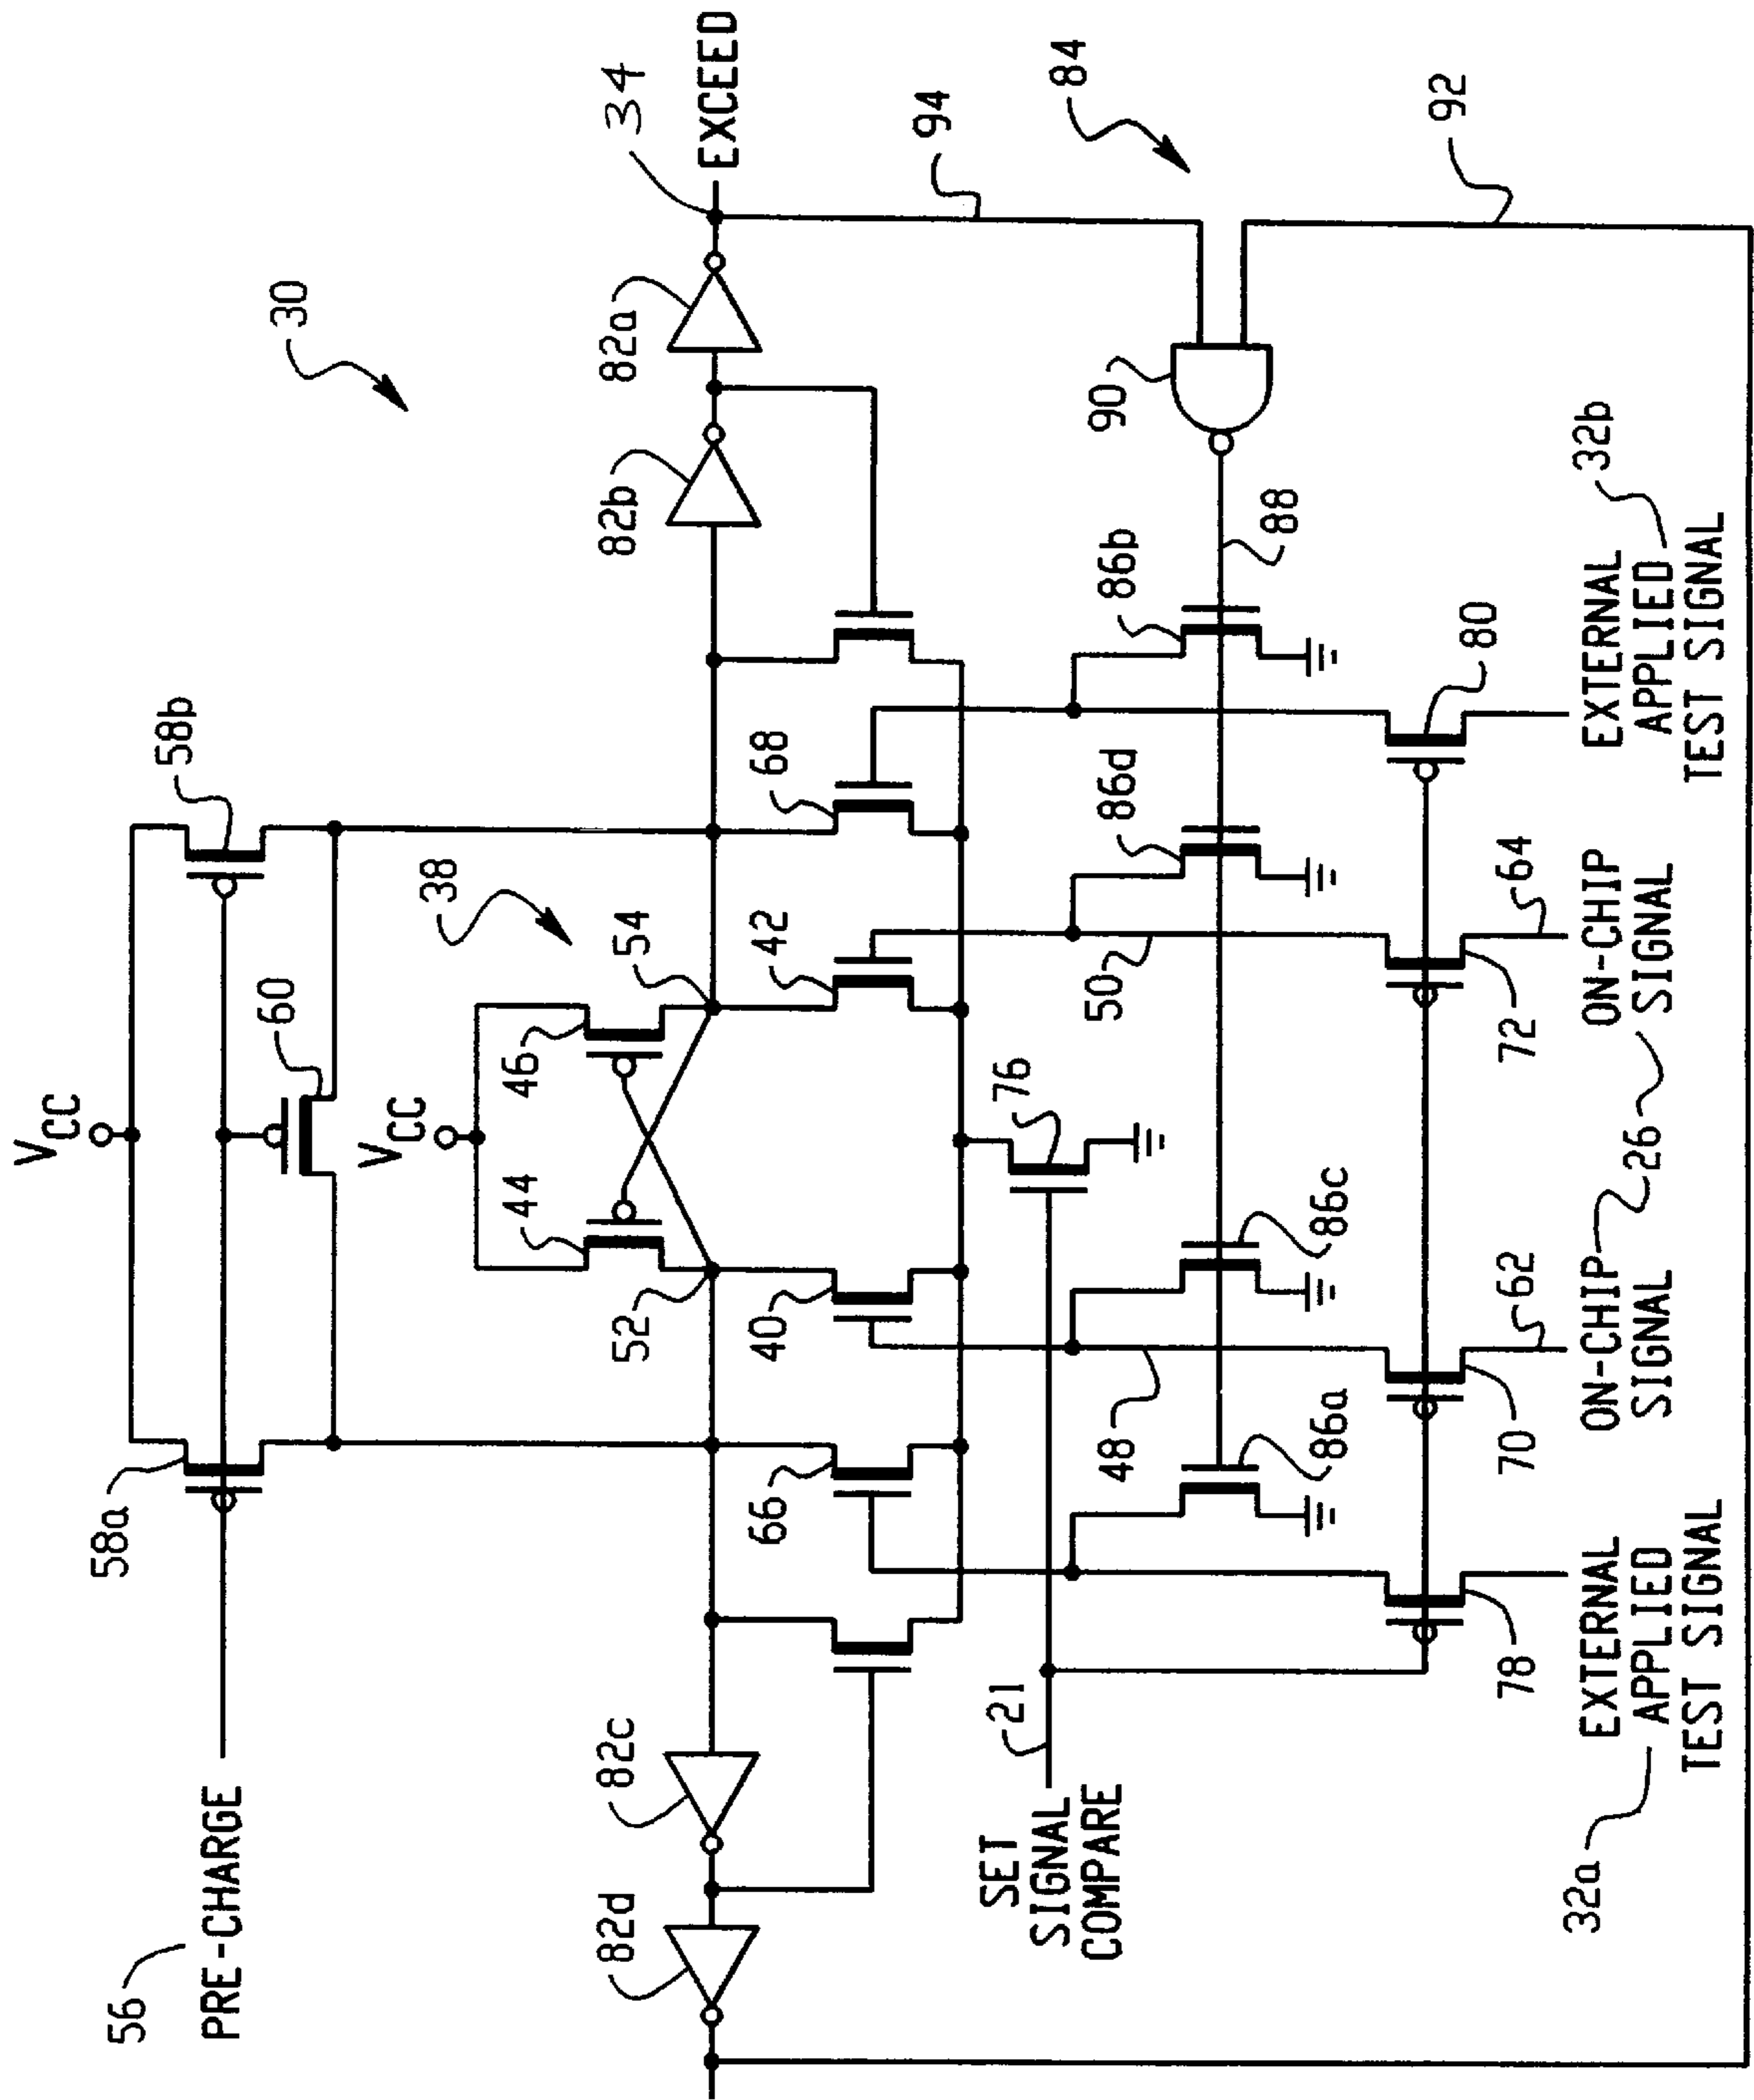 56
PRE-CHARGE
58a
VCC
60
58b
30
VCC
38
44
46
52
54
82d
82c
82b
82a
34
EXCEED
66
40
42
68
94
84
SET
SIGNAL
COMPARE
21
76
48
50
86a
86c
86d
86b
88
90
92
78
70
62
72
64
80
32a
EXTERNAL
APPLIED
TEST SIGNAL
ON-CHIP
SIGNAL
26
ON-CHIP
SIGNAL
EXTERNAL
APPLIED
TEST SIGNAL
32b